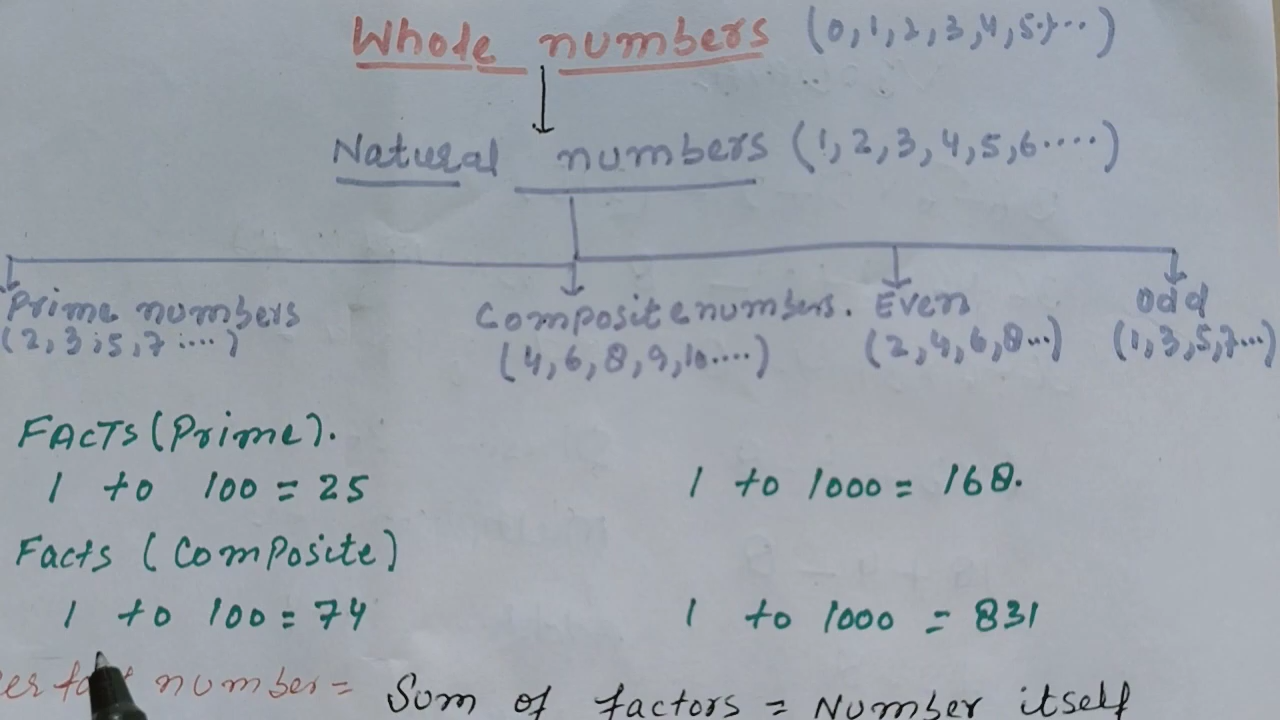 Whole numbers (0,1,2,3,4,5,...)
Natural numbers (1,2,3,4,5,6....)
Prime numbers Composite numbers. Even Odd
(2,3,5,7....) (4,6,8,9,10....) (2,4,6,8...) (1,3,5,7...)
FACTS (Prime).
1 to 100 = 25 1 to 1000 = 168.
Facts (Composite)
1 to 100 = 74 1 to 1000 = 831
number = Sum of factors = Number itself